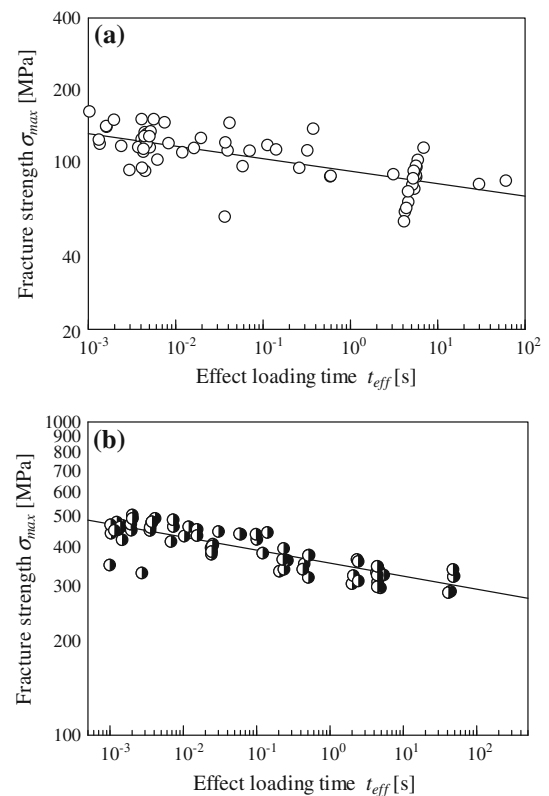 (a)
Fracture strength σmax [MPa]
400
200
100
40
20
10⁻³ 10⁻² 10⁻¹ 10⁰ 10¹ 10²
Effect loading time teff [s]
(b)
Fracture strength σmax [MPa]
1000
900
800
700
600
500
400
300
200
100
10⁻³ 10⁻² 10⁻¹ 10⁰ 10¹ 10²
Effect loading time teff [s]